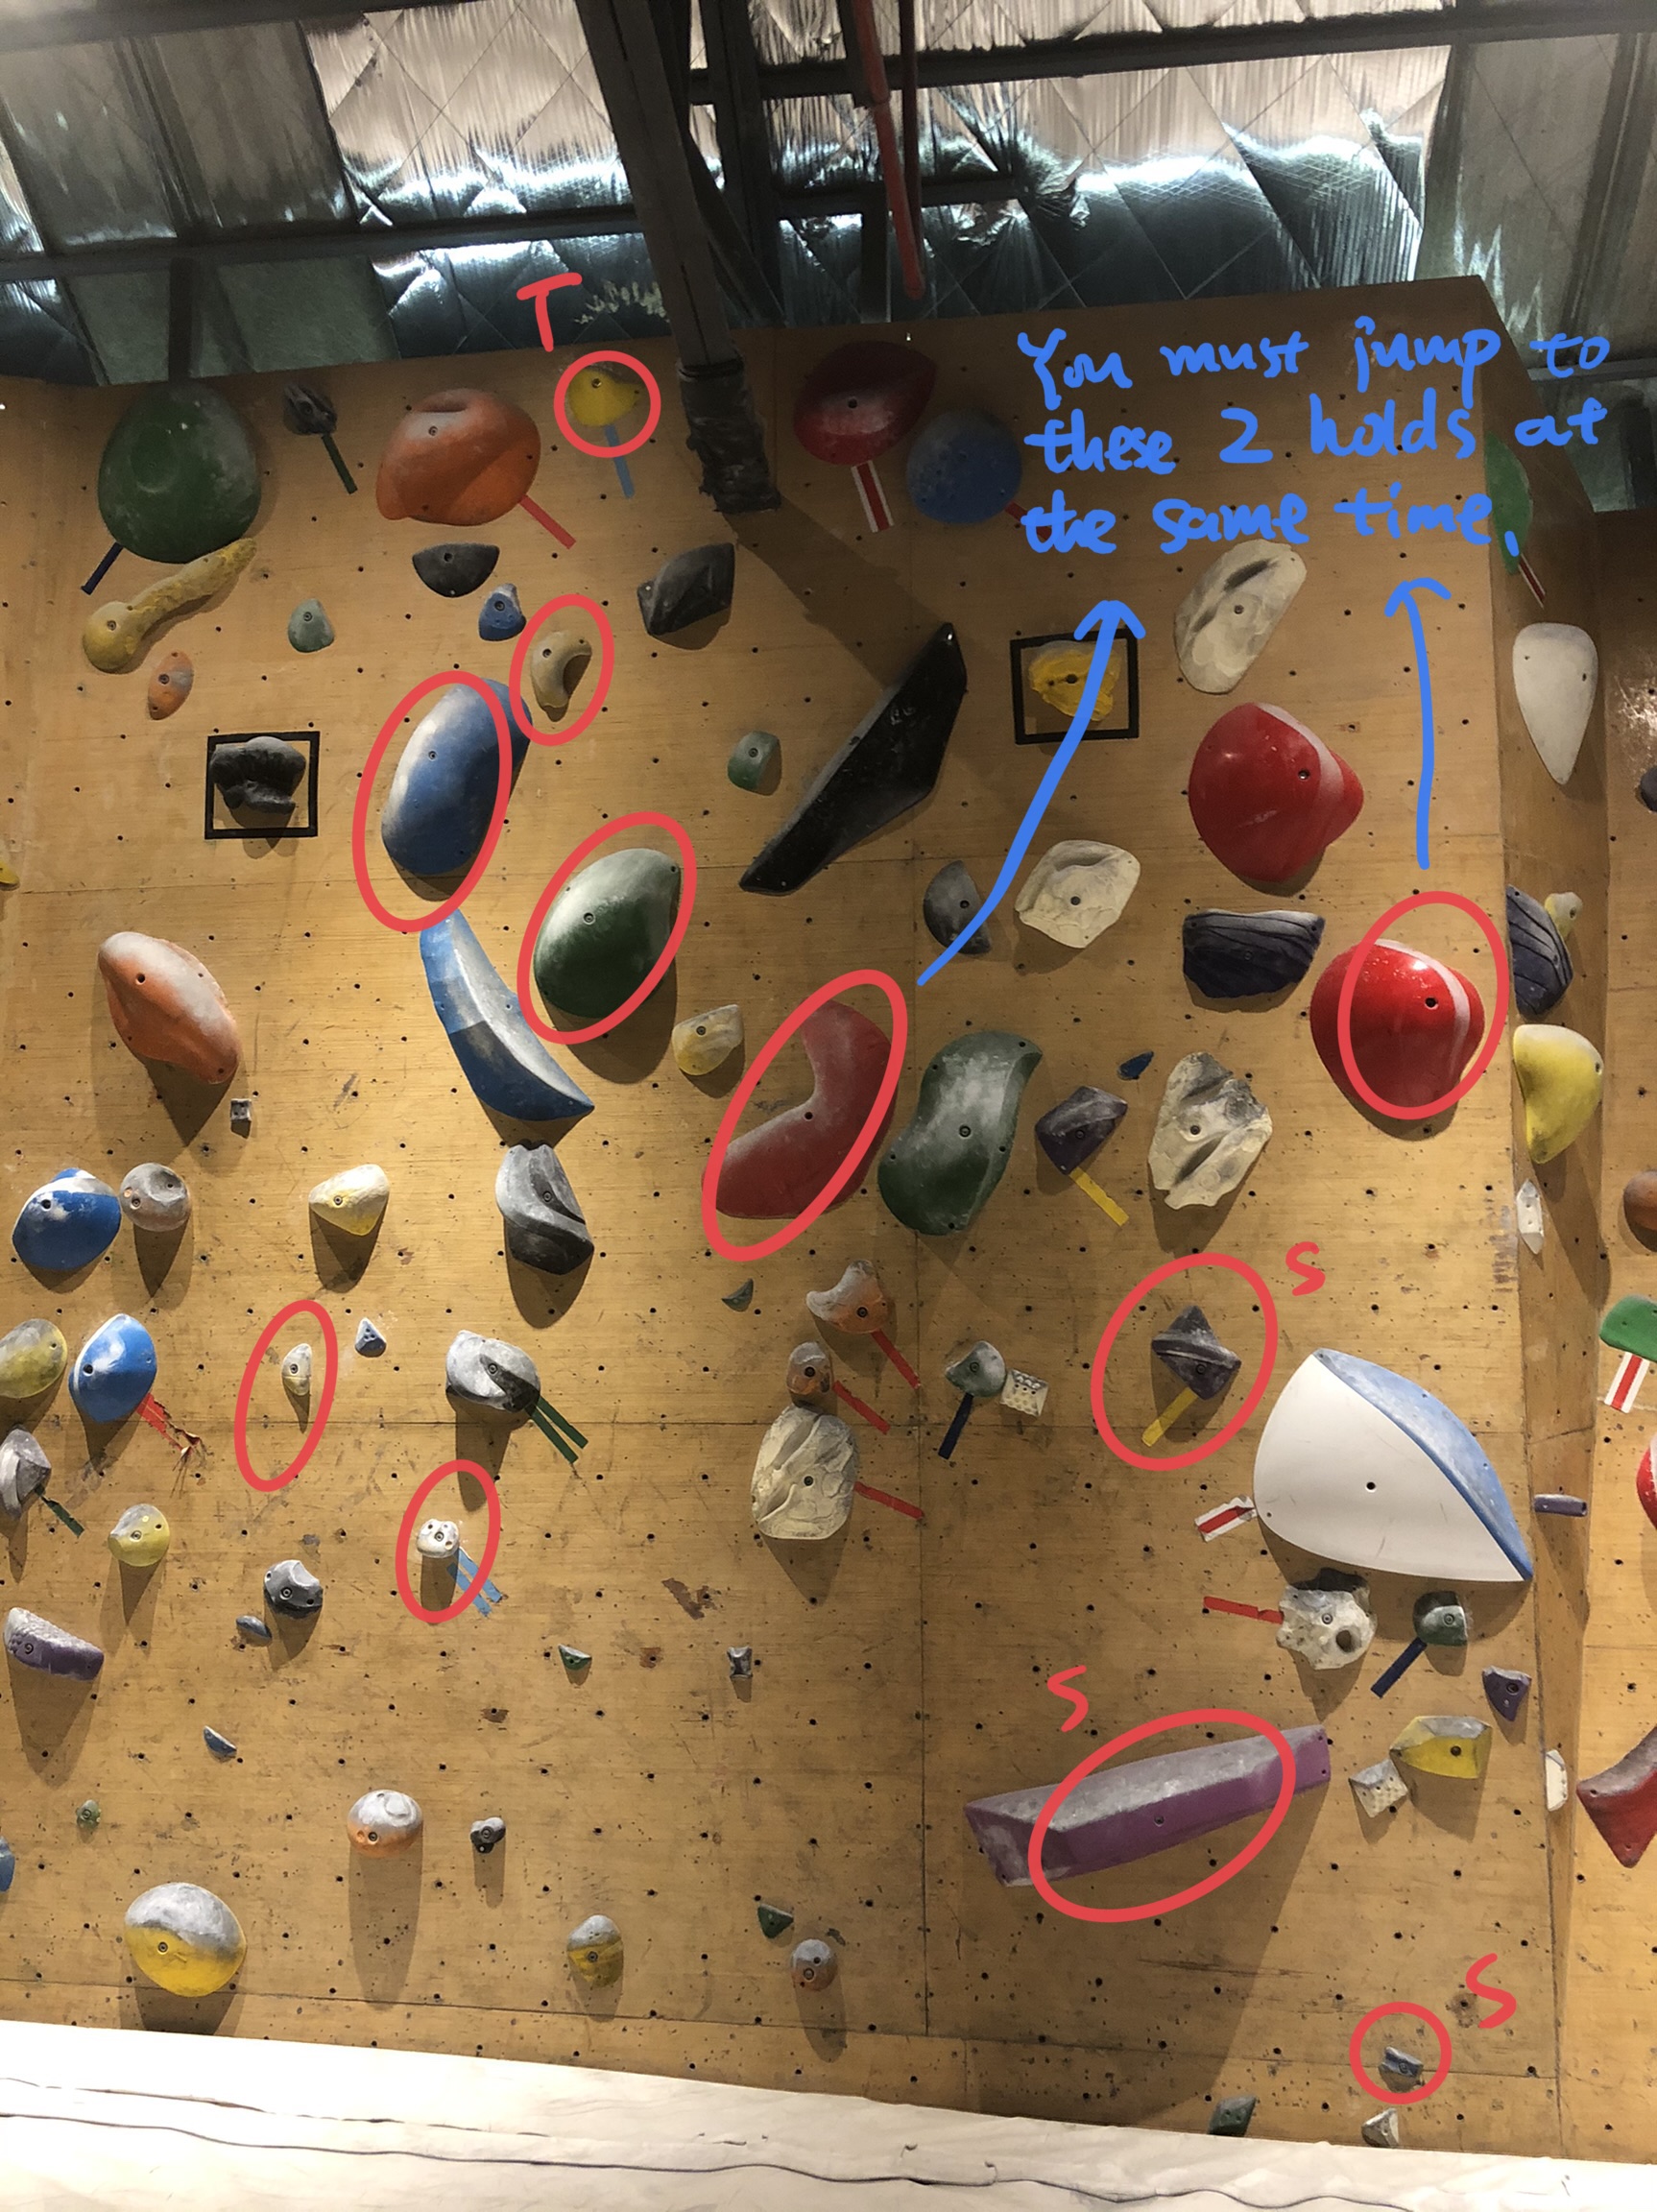 T
You must jump to
these 2 holds at
the same time.
S
S
S